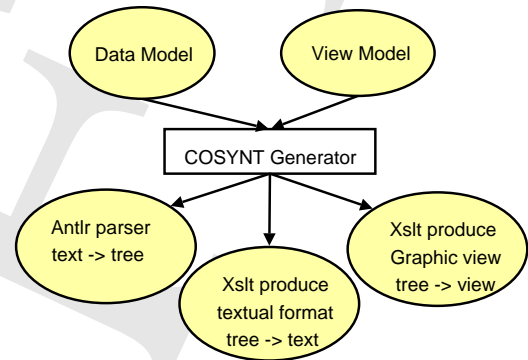 Data Model
View Model
COSYNT Generator
Antlr parser
text -> tree
Xslt produce
textual format
tree -> text
Xslt produce
Graphic view
tree -> view